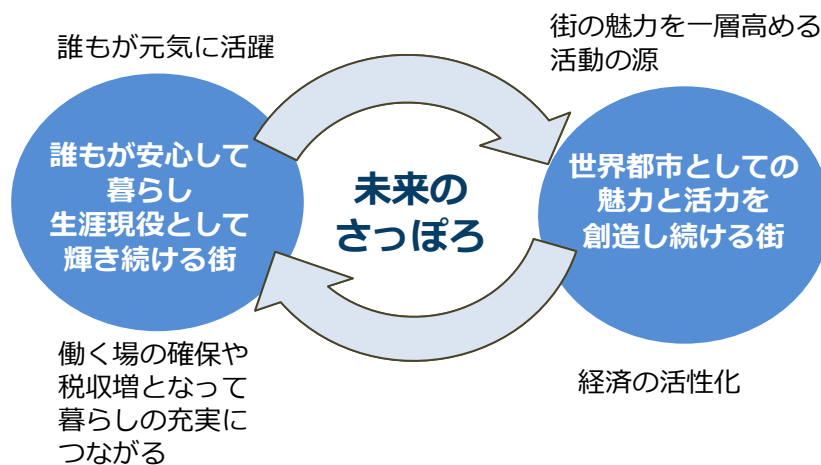 誰もが元気に活躍
街の魅力を一層高める
活動の源
誰もが安心して
暮らし
生涯現役として
輝き続ける街
未来の
さっぽろ
世界都市としての
魅力と活力を
創造し続ける街
働く場の確保や
税収増となって
暮らしの充実に
つながる
経済の活性化